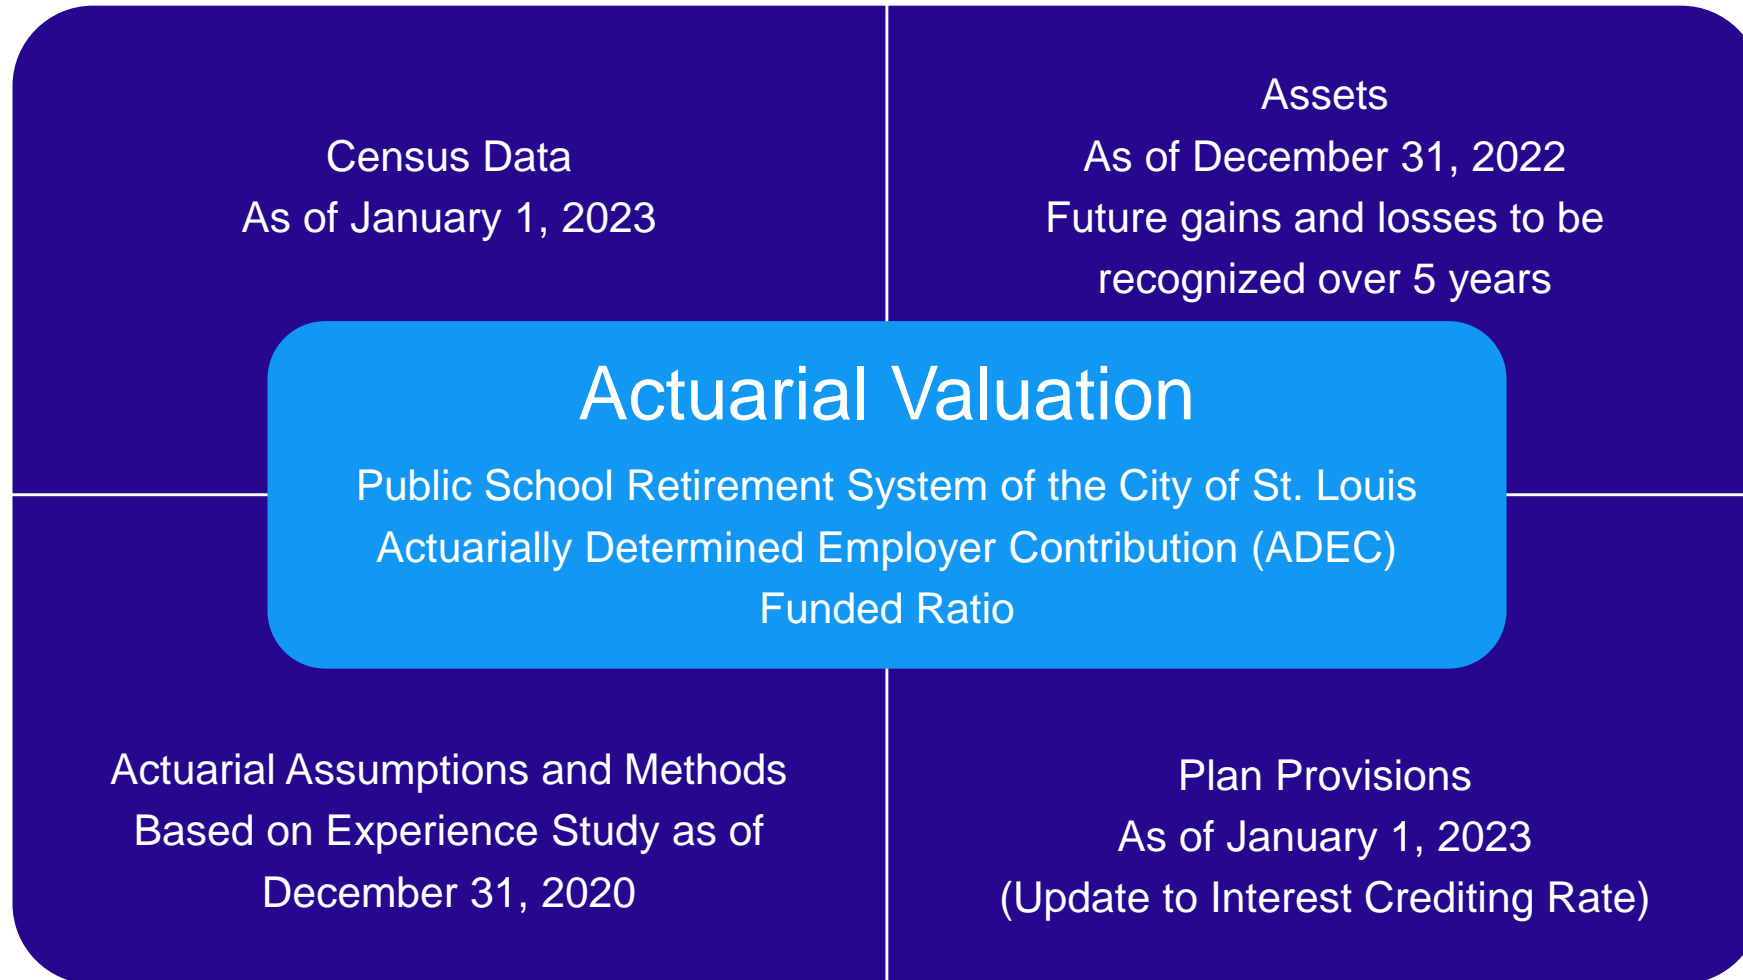 Census Data
As of January 1, 2023
Assets
As of December 31, 2022
Future gains and losses to be
recognized over 5 years
Actuarial Valuation
Public School Retirement System of the City of St. Louis
Actuarially Determined Employer Contribution (ADEC)
Funded Ratio
Actuarial Assumptions and Methods
Based on Experience Study as of
December 31, 2020
Plan Provisions
As of January 1, 2023
(Update to Interest Crediting Rate)